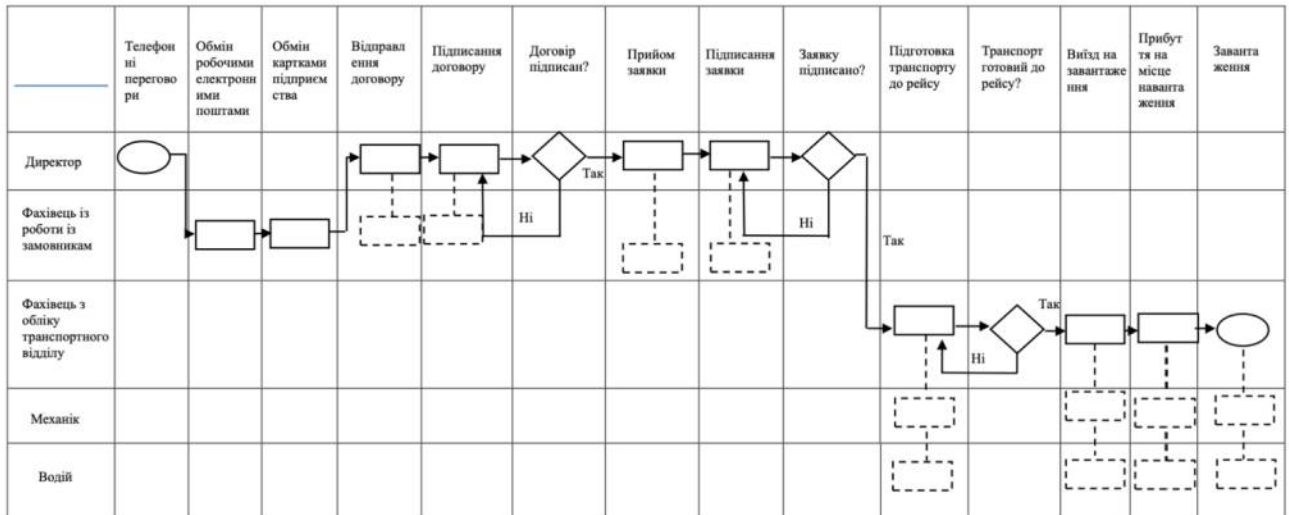 Телефон
ні
перегово
ри
Обмін
робочими
електронн
ими
поштами
Обмін
картками
підприєм
ства
Відправл
ення
договору
Підписання
договору
Договір
підписан?
Прийом
заявки
Підписання
заявки
Заявку
підписано?
Підготовка
транспорту
до рейсу
Транспорт
готовий до
рейсу?
Виїзд на
завантаже
ння
Прибут
тя на
місце
наванта
ження
Заванта
ження
Директор
Так
Фахівець із
роботи із
замовникам
Ні
Ні
Так
Фахівець з
обліку
транспортного
відділу
Так
Ні
Механік
Водій